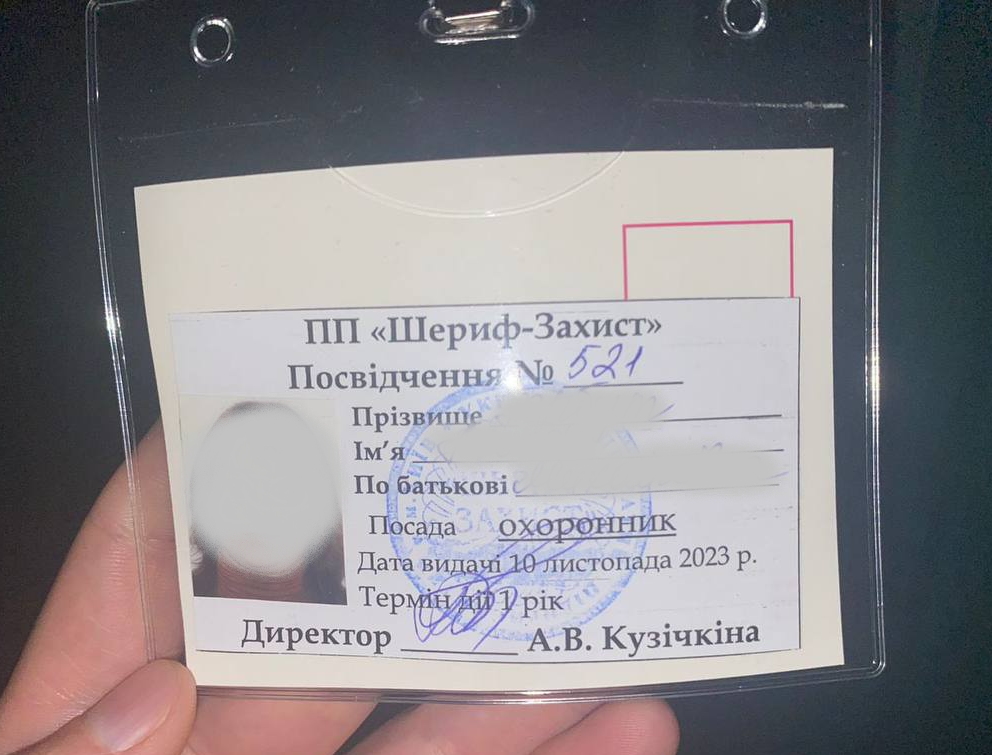 ПП «Шериф-Захист»
Посвідчення № 521
Прізвище
Ім’я
По батькові
Посада охоронник
Дата видачі 10 листопада 2023 р.
Термін дії 1 рік
Директор А.В. Кузічкіна
ЗАХИСТ